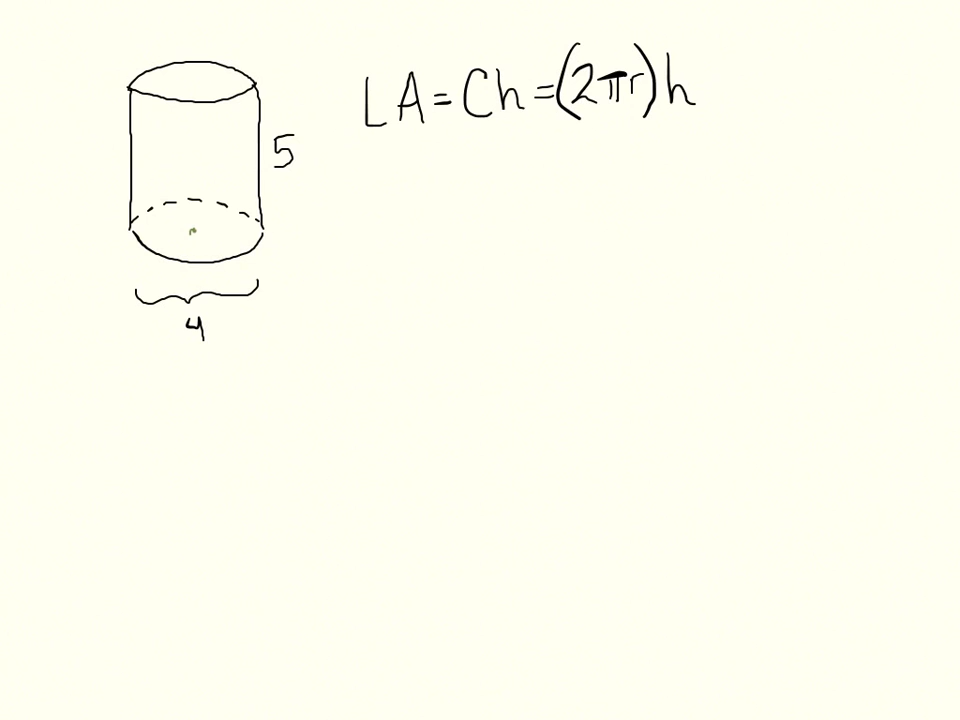 LA = Ch = (2πr)h
5
4